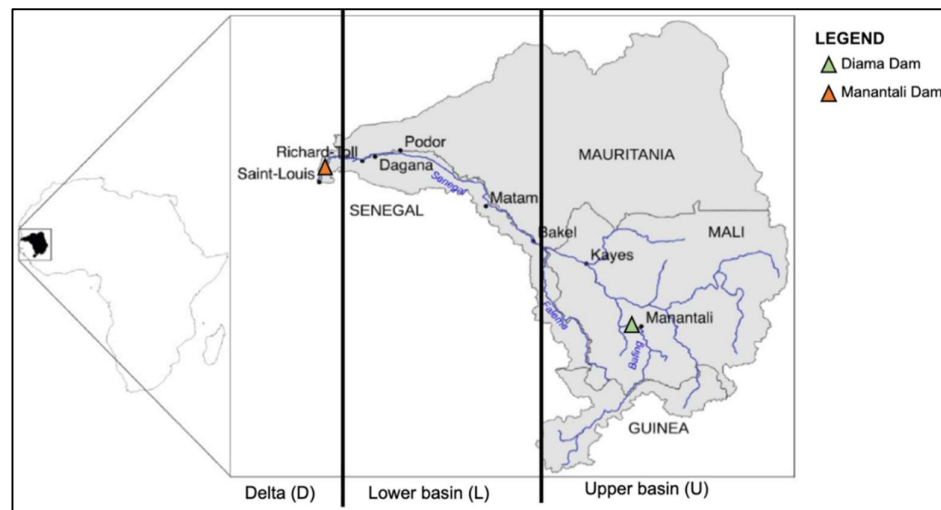 LEGEND
Diama Dam
Manantali Dam
Podor
Richard-Toll
Dagana
Saint-Louis
MAURITANIA
Senegal
SENEGAL
Matam
Bakel
MALI
Kayes
Manantali
Faleme
Bafing
GUINEA
Delta (D)
Lower basin (L)
Upper basin (U)